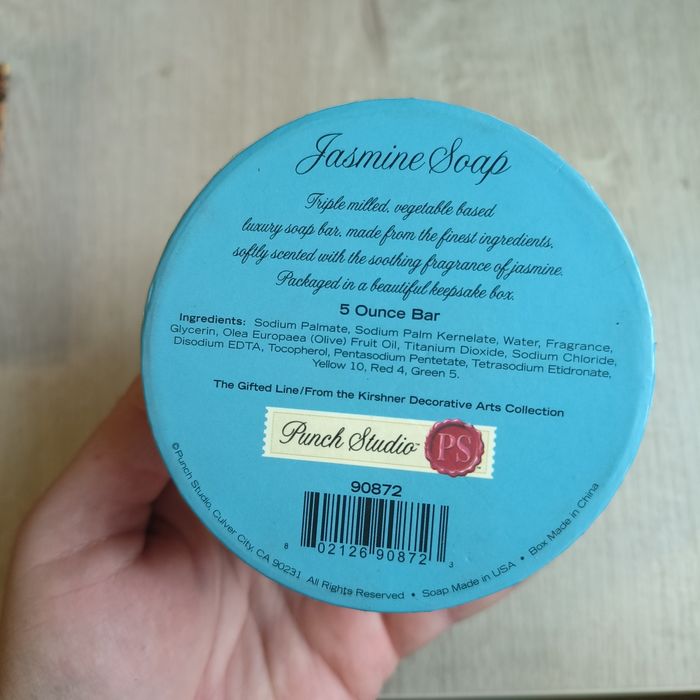 Jasmine Soap
Triple milled, vegetable based
luxury soap bar, made from the finest ingredients,
softly scented with the soothing fragrance of jasmine.
Packaged in a beautiful keepsake box.
5 Ounce Bar
Ingredients: Sodium Palmate, Sodium Palm Kernelate, Water, Fragrance,
Glycerin, Olea Europaea (Olive) Fruit Oil, Titanium Dioxide, Sodium Chloride,
Disodium EDTA, Tocopherol, Pentasodium Pentetate, Tetrasodium Etidronate,
Yellow 10, Red 4, Green 5.
The Gifted Line/From the Kirshner Decorative Arts Collection
Punch Studio™ PS
90872
8 02126 90872 3
©Punch Studio, Culver City, CA 90231 All Rights Reserved • Soap Made in USA • Box Made in China